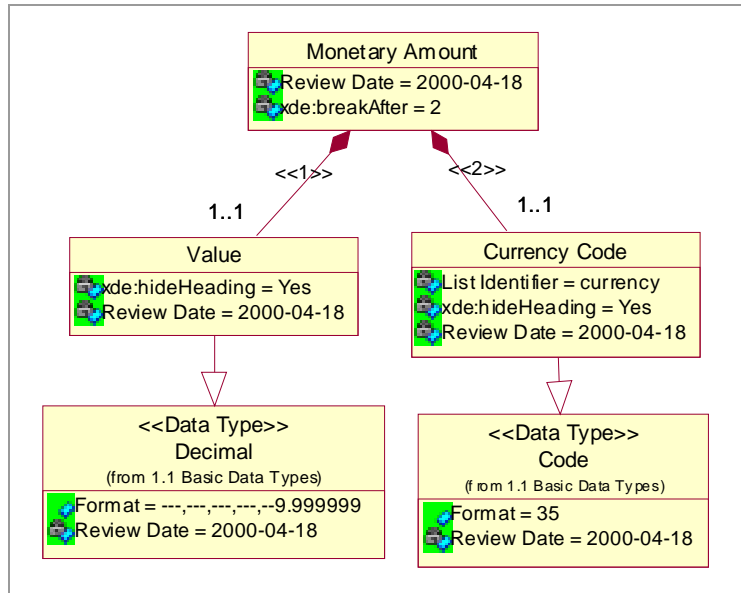 Monetary Amount
Review Date = 2000-04-18
xde:breakAfter = 2
<<1>>
<<2>>
1..1
1..1
Value
xde:hideHeading = Yes
Review Date = 2000-04-18
Currency Code
List Identifier = currency
xde:hideHeading = Yes
Review Date = 2000-04-18
<<Data Type>>
Decimal
(from 1.1 Basic Data Types)
Format = ---,---,---,---,--9.999999
Review Date = 2000-04-18
<<Data Type>>
Code
(from 1.1 Basic Data Types)
Format = 35
Review Date = 2000-04-18